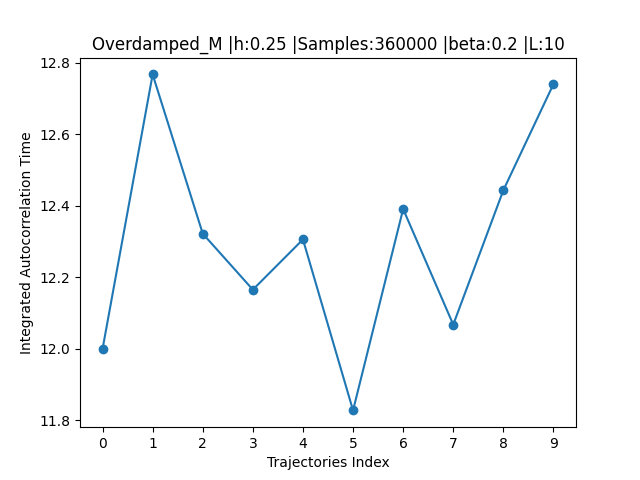 Overdamped_M |h:0.25 |Samples:360000 |beta:0.2 |L:10
Integrated Autocorrelation Time
12.8
12.6
12.4
12.2
12.0
11.8
0 1 2 3 4 5 6 7 8 9
Trajectories Index